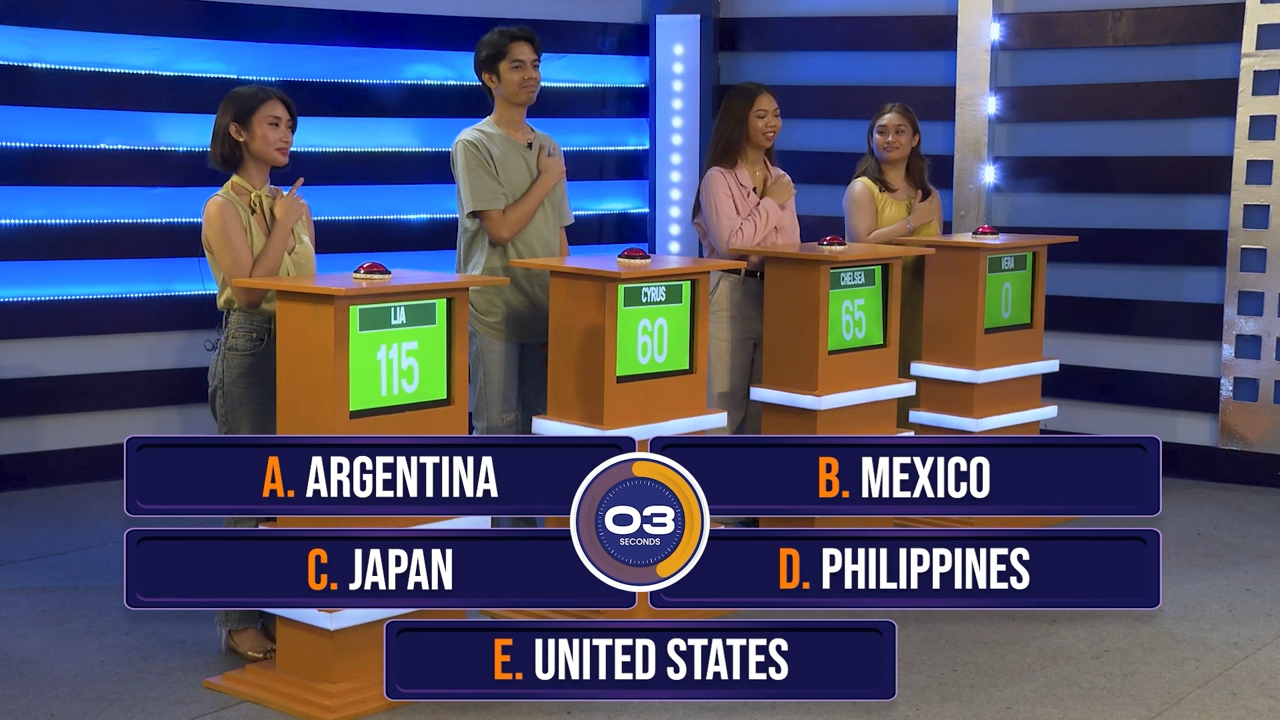 LIA
115
CYRUS
60
CHELSEA
65
VERA
0
A. ARGENTINA
B. MEXICO
03
SECONDS
C. JAPAN
D. PHILIPPINES
E. UNITED STATES